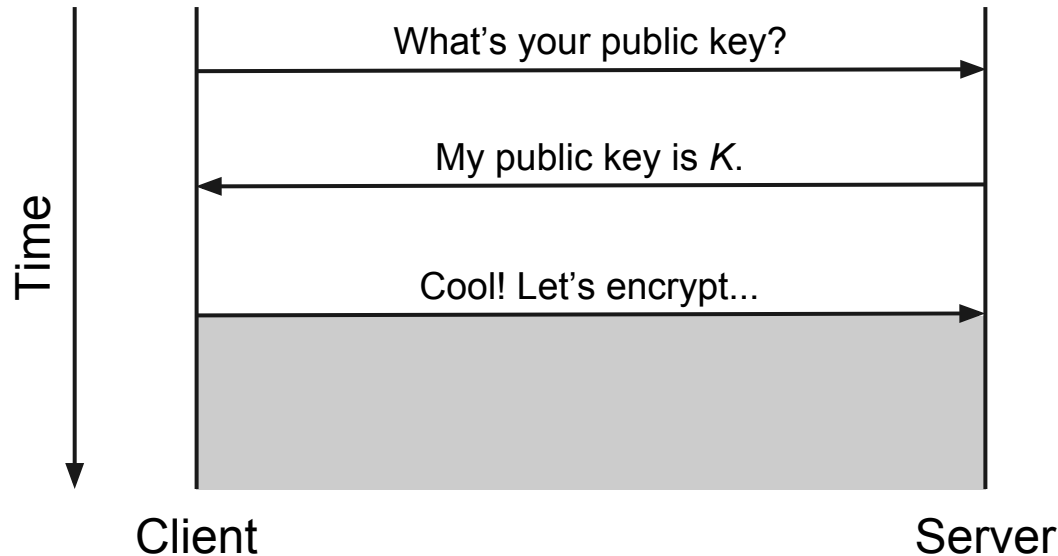 What’s your public key?
My public key is K.
Cool! Let’s encrypt...
Time
Client
Server